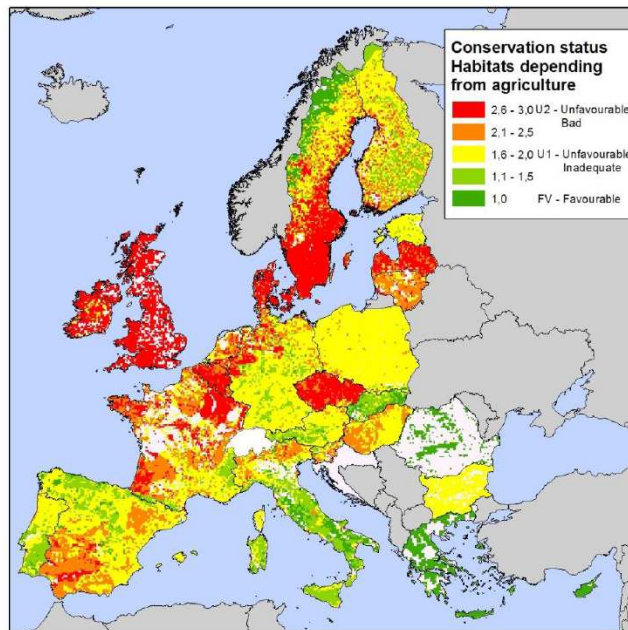 Conservation status
Habitats depending
from agriculture
2,6 - 3,0 U2 - Unfavourable
Bad
2,1 - 2,5
1,6 - 2,0 U1 - Unfavourable
Inadequate
1,1 - 1,5
1,0 FV - Favourable